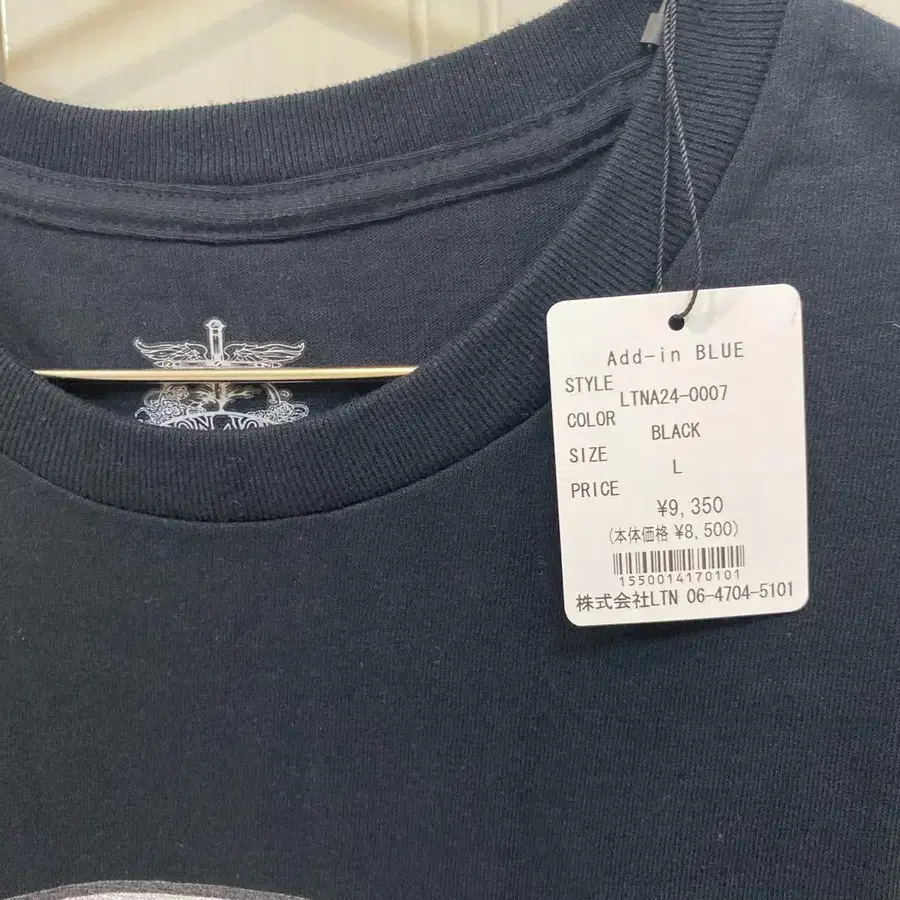 Add-in BLUE
STYLE LTNA24-0007
COLOR BLACK
SIZE L
PRICE ¥9,350
(本体価格 ¥8,500)
1550014170101
株式会社LTN 06-4704-5101